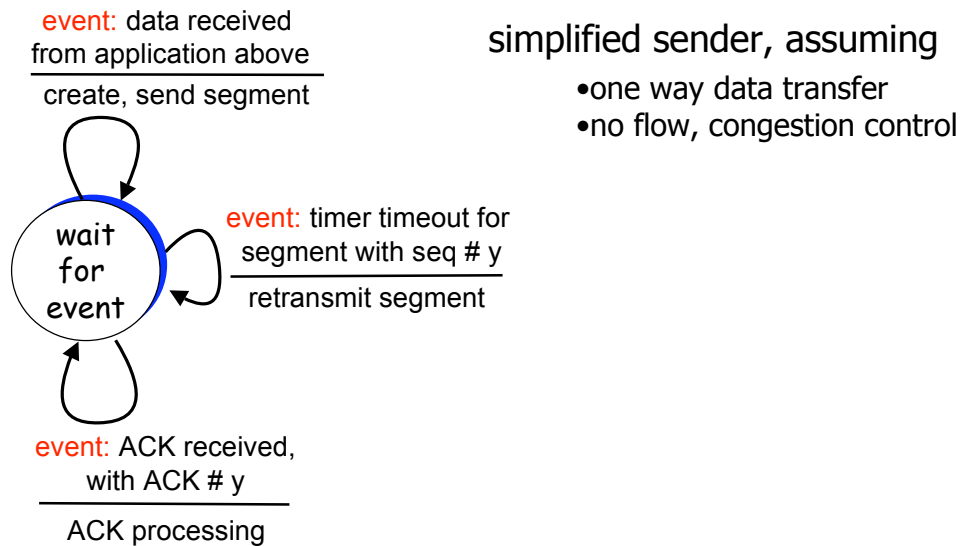 event: data received
from application above
create, send segment
simplified sender, assuming
•one way data transfer
•no flow, congestion control
wait
for
event
event: timer timeout for
segment with seq # y
retransmit segment
event: ACK received,
with ACK # y
ACK processing